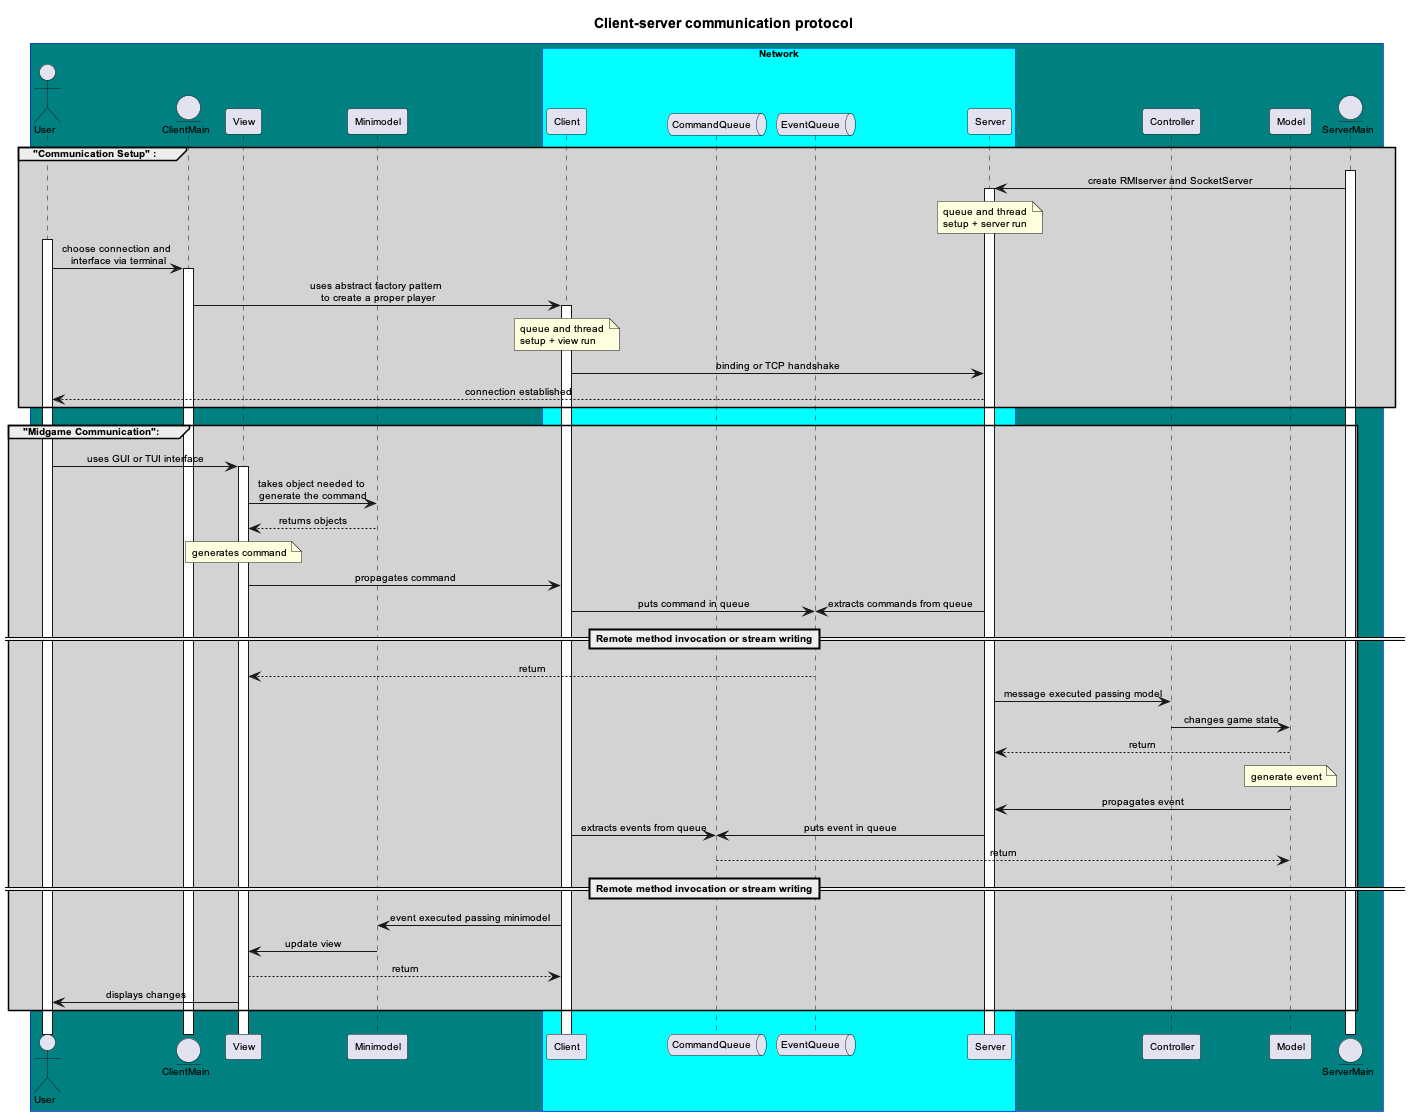 Client-server communication protocol
Network
User
ClientMain
View
Minimodel
Client
CommandQueue
EventQueue
Server
Controller
Model
ServerMain
"Communication Setup" :
create RMIserver and SocketServer
queue and thread
setup + server run
choose connection and
interface via terminal
uses abstract factory pattern
to create a proper player
queue and thread
setup + view run
binding or TCP handshake
connection established
"Midgame Communication":
uses GUI or TUI interface
takes object needed to
generate the command
returns objects
generates command
propagates command
puts command in queue
extracts commands from queue
Remote method invocation or stream writing
return
message executed passing model
changes game state
return
generate event
propagates event
extracts events from queue
puts event in queue
return
Remote method invocation or stream writing
event executed passing minimodel
update view
return
displays changes
User
ClientMain
View
Minimodel
Client
CommandQueue
EventQueue
Server
Controller
Model
ServerMain